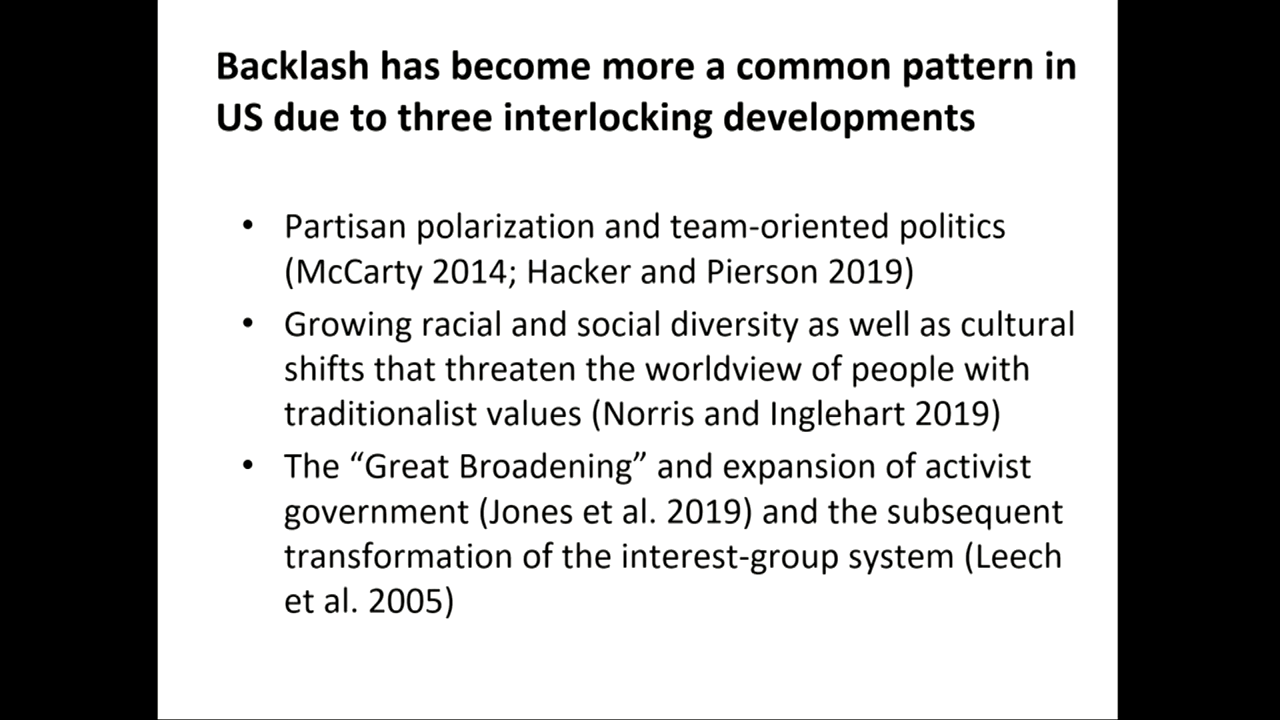 Backlash has become more a common pattern in
US due to three interlocking developments
• Partisan polarization and team-oriented politics
(McCarty 2014; Hacker and Pierson 2019)
• Growing racial and social diversity as well as cultural
shifts that threaten the worldview of people with
traditionalist values (Norris and Inglehart 2019)
• The “Great Broadening” and expansion of activist
government (Jones et al. 2019) and the subsequent
transformation of the interest-group system (Leech
et al. 2005)